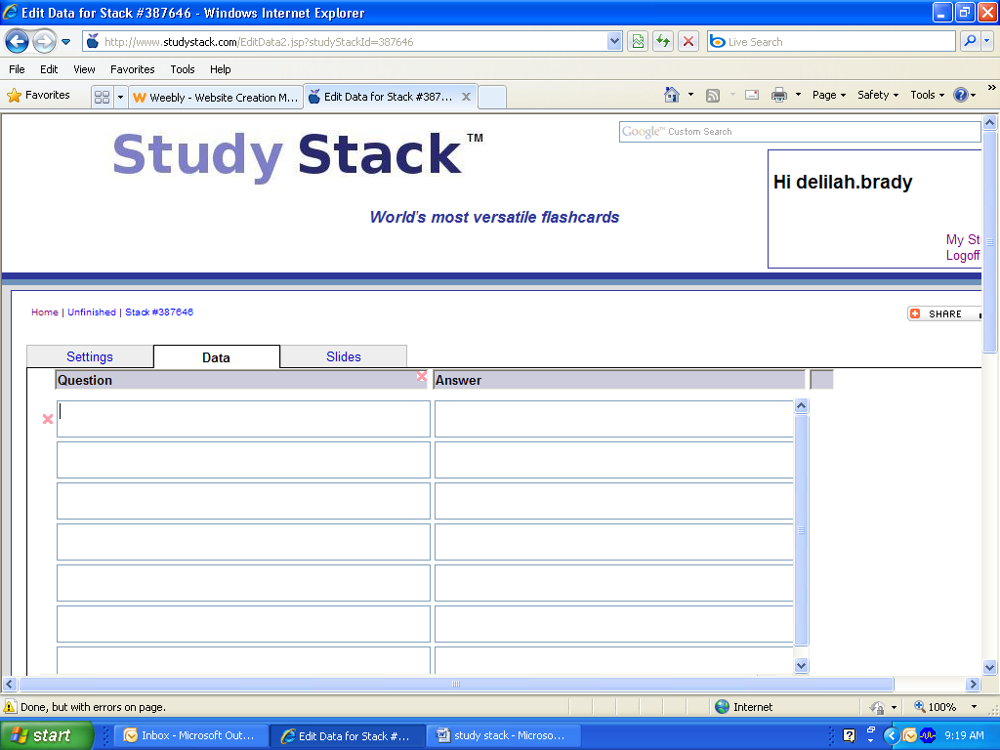 Edit Data for Stack #387646 - Windows Internet Explorer
http://www.studystack.com/EditData2.jsp?studyStackId=387646
Live Search
File Edit View Favorites Tools Help
Favorites
Weebly - Website Creation M...
Edit Data for Stack #387...
Page
Safety
Tools
Study Stack™
Google™ Custom Search
Hi delilah.brady
World's most versatile flashcards
My St
Logoff
Home | Unfinished | Stack #387646
SHARE
Settings
Data
Slides
Question
Answer
Done, but with errors on page.
Internet
100%
start
Inbox - Microsoft Out...
Edit Data for Stack #...
study stack - Microso...
9:19 AM